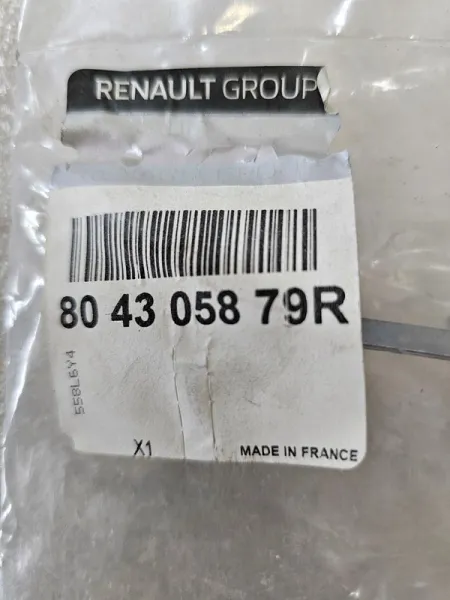 RENAULT GROUP
80 43 058 79R
558L6Y4
X1
MADE IN FRANCE